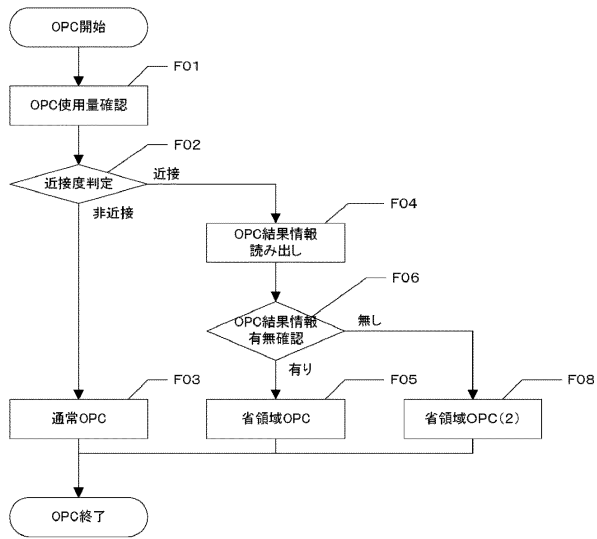 OPC開始
F01
OPC使用量確認
F02
近接度判定
近接
非近接
F04
OPC結果情報
読み出し
F06
OPC結果情報
有無確認
無し
有り
F03
F05
F08
通常OPC
省領域OPC
省領域OPC(2)
OPC終了